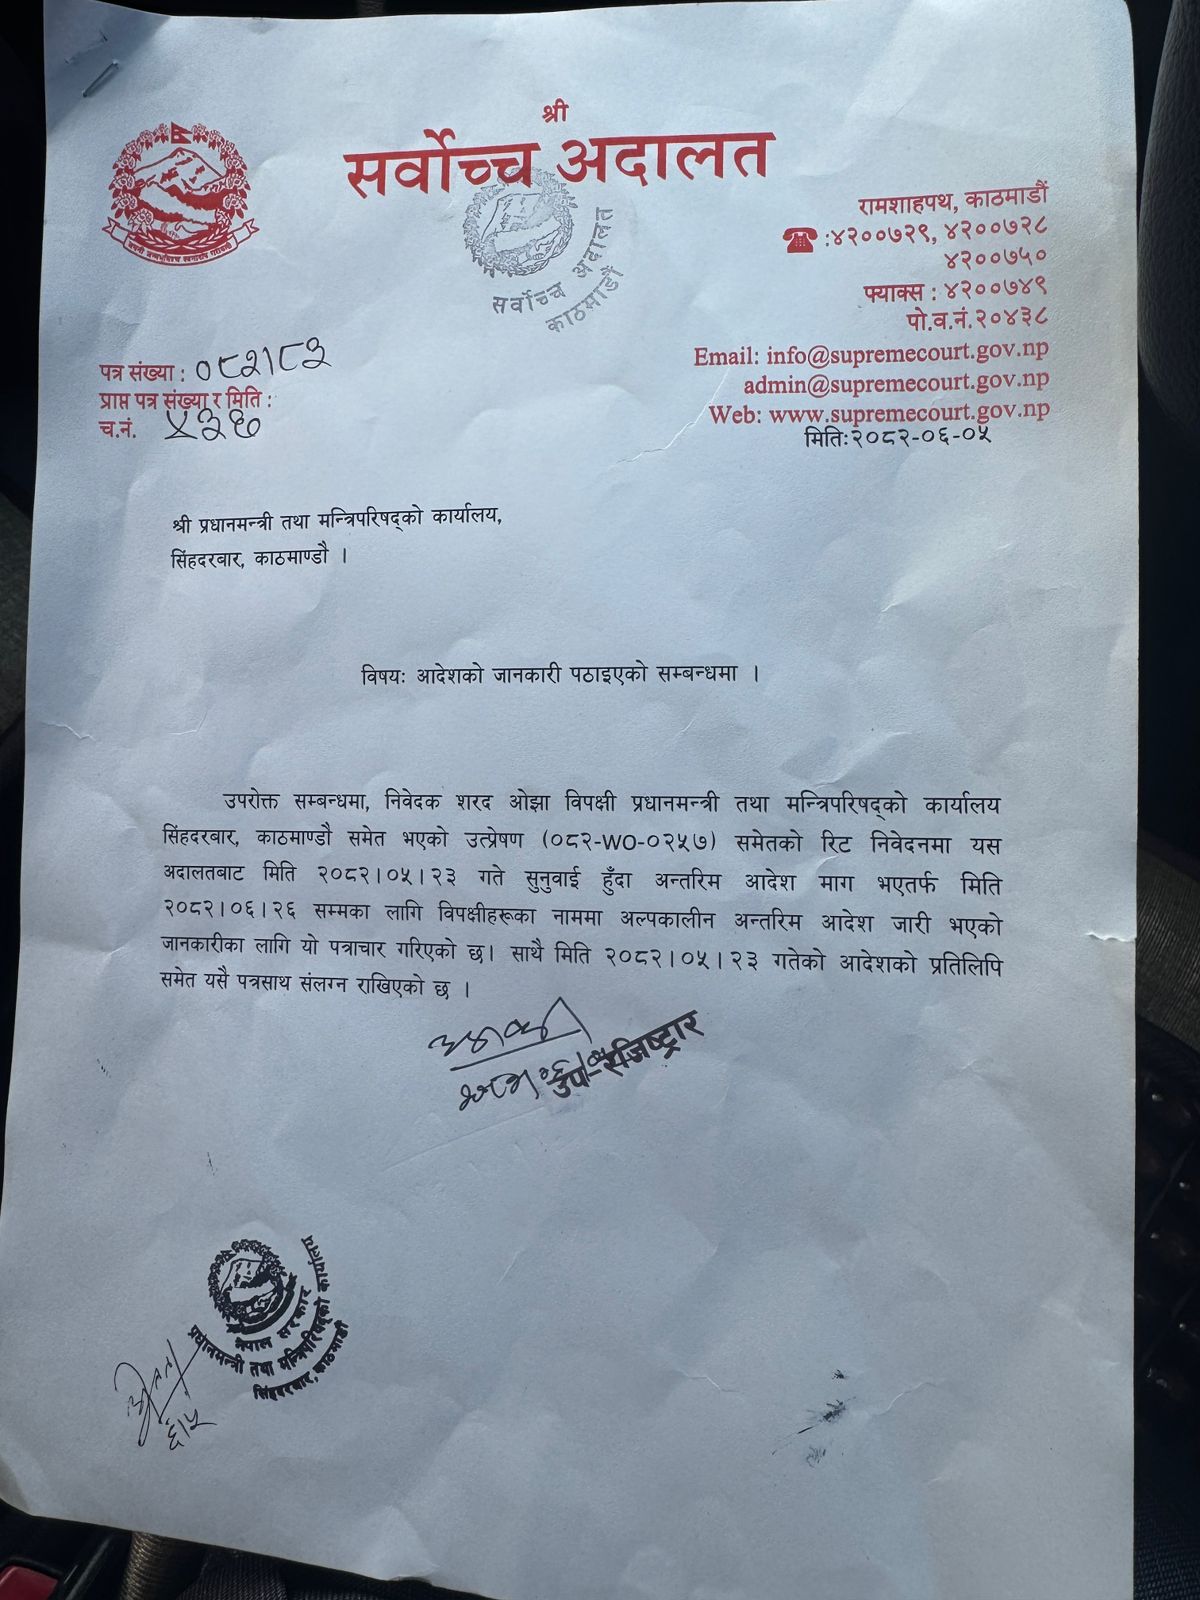 श्री
सर्वोच्च अदालत
सर्वोच्च अदालत
काठमाडौं
रामशाहपथ, काठमाडौं
:४२००७२९, ४२००७२८
४२००७५०
फ्याक्स : ४२००७४९
पो.व.नं.२०४३८
Email: info@supremecourt.gov.np
admin@supremecourt.gov.np
Web: www.supremecourt.gov.np
मितिः२०८२-०६-०५
पत्र संख्या : ०८२।८३
प्राप्त पत्र संख्या र मिति :
च.नं. ४३६
श्री प्रधानमन्त्री तथा मन्त्रिपरिषद्को कार्यालय,
सिंहदरबार, काठमाण्डौ ।
विषयः आदेशको जानकारी पठाइएको सम्बन्धमा ।
उपरोक्त सम्बन्धमा, निवेदक शरद ओझा विपक्षी प्रधानमन्त्री तथा मन्त्रिपरिषद्को कार्यालय
सिंहदरबार, काठमाण्डौ समेत भएको उत्प्रेषण (०८२-WO-०२५७) समेतको रिट निवेदनमा यस
अदालतबाट मिति २०८२।०५।२३ गते सुनुवाई हुँदा अन्तरिम आदेश माग भएतर्फ मिति
२०८२।०६।२६ सम्मका लागि विपक्षीहरूका नाममा अल्पकालीन अन्तरिम आदेश जारी भएको
जानकारीका लागि यो पत्राचार गरिएको छ। साथै मिति २०८२।०५।२३ गतेको आदेशको प्रतिलिपि
समेत यसै पत्रसाथ संलग्न राखिएको छ ।
उप-रजिष्ट्रार
नेपाल सरकार
प्रधानमन्त्री तथा मन्त्रिपरिषद्को कार्यालय
सिंहदरबार, काठमाडौं
६।५